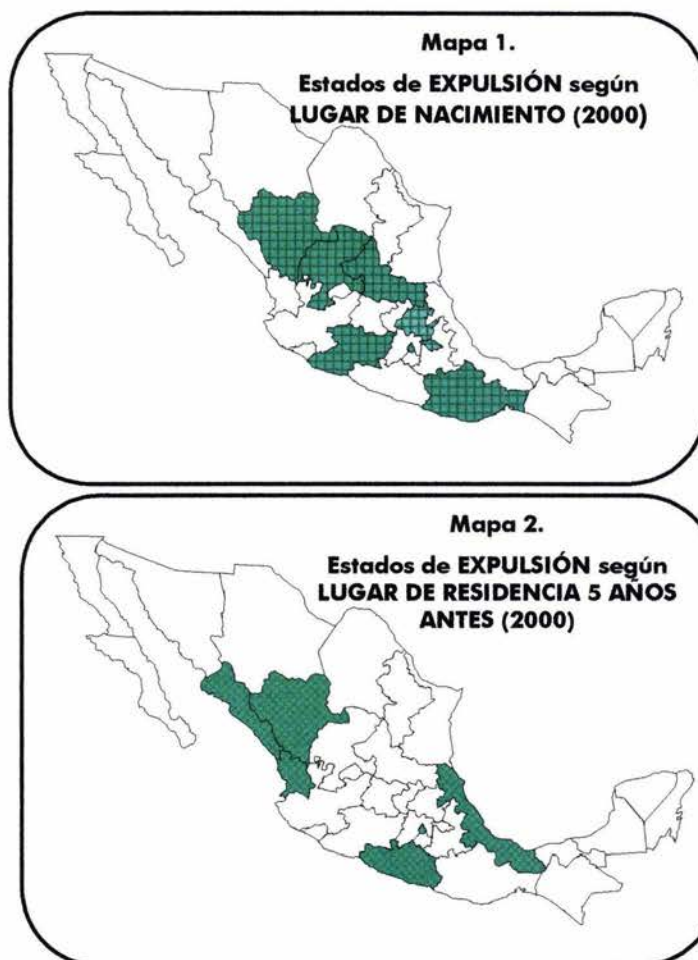 Mapa 1.
Estados de EXPULSIÓN según
LUGAR DE NACIMIENTO (2000)
Mapa 2.
Estados de EXPULSIÓN según
LUGAR DE RESIDENCIA 5 AÑOS
ANTES (2000)